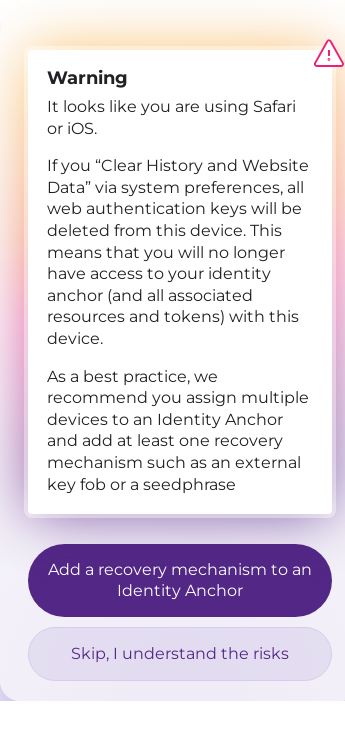 Warning
It looks like you are using Safari
or iOS.
If you “Clear History and Website
Data” via system preferences, all
web authentication keys will be
deleted from this device. This
means that you will no longer
have access to your identity
anchor (and all associated
resources and tokens) with this
device.
As a best practice, we
recommend you assign multiple
devices to an Identity Anchor
and add at least one recovery
mechanism such as an external
key fob or a seedphrase
Add a recovery mechanism to an
Identity Anchor
Skip, I understand the risks